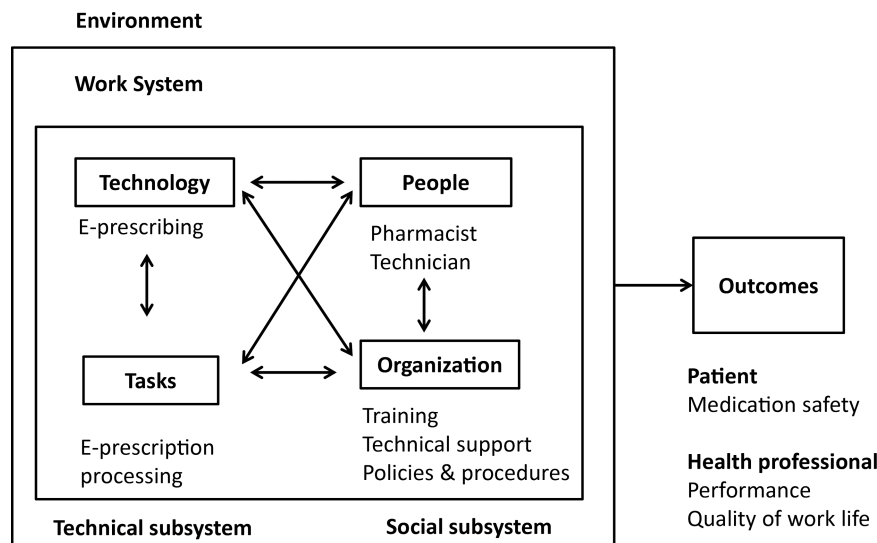 Environment
Work System
Technology
People
E-prescribing
Pharmacist
Technician
Tasks
Organization
E-prescription
processing
Training
Technical support
Policies & procedures
Technical subsystem
Social subsystem
Outcomes
Patient
Medication safety
Health professional
Performance
Quality of work life